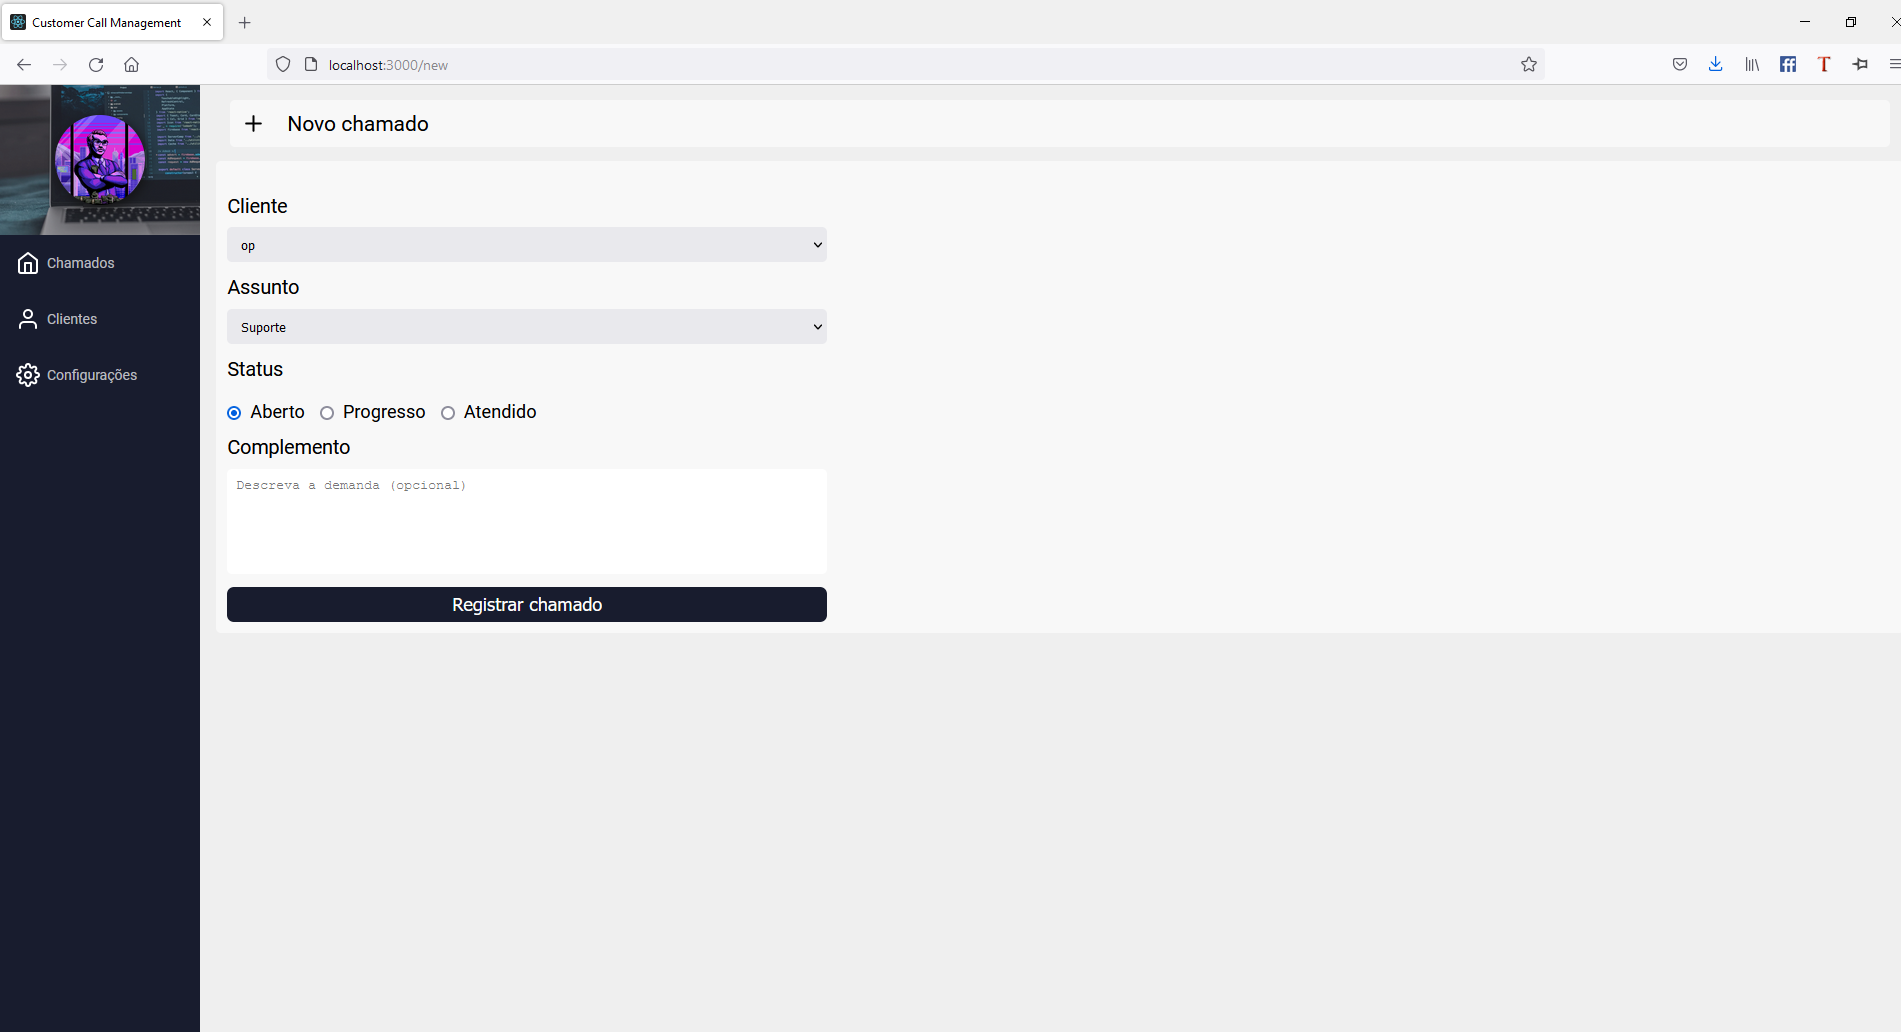 Customer Call Management
localhost:3000/new
Novo chamado
Chamados
Clientes
Configurações
Cliente
op
Assunto
Suporte
Status
Aberto Progresso Atendido
Complemento
Descreva a demanda (opcional)
Registrar chamado